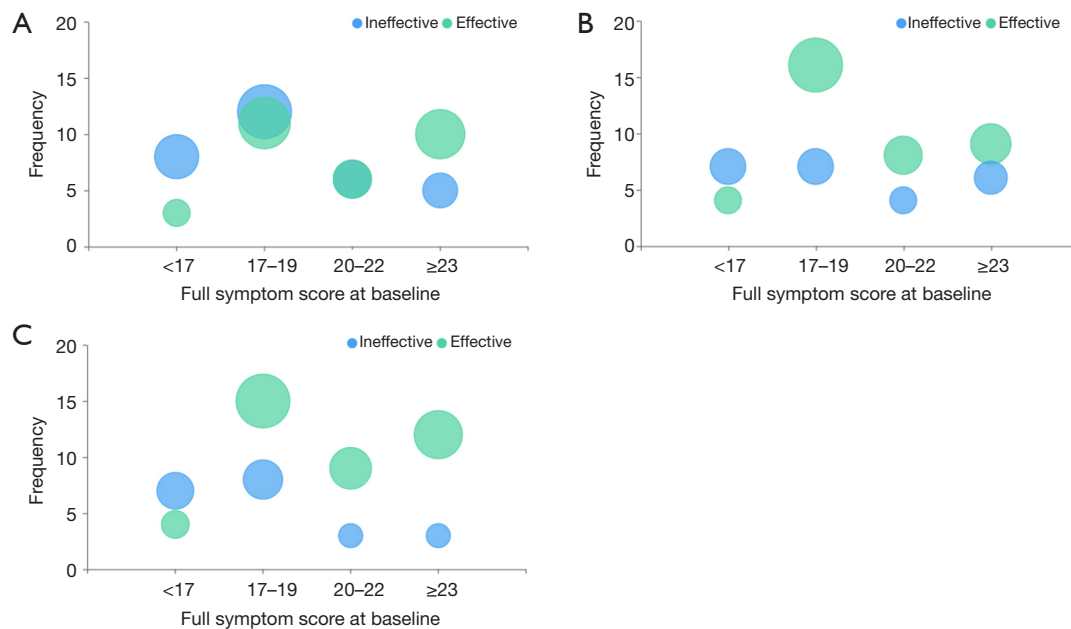 A
Ineffective Effective
20
15
10
5
0
Frequency
<17 17–19 20–22 ≥23
Full symptom score at baseline
B
Ineffective Effective
20
15
10
5
0
Frequency
<17 17–19 20–22 ≥23
Full symptom score at baseline
C
Ineffective Effective
20
15
10
5
0
Frequency
<17 17–19 20–22 ≥23
Full symptom score at baseline